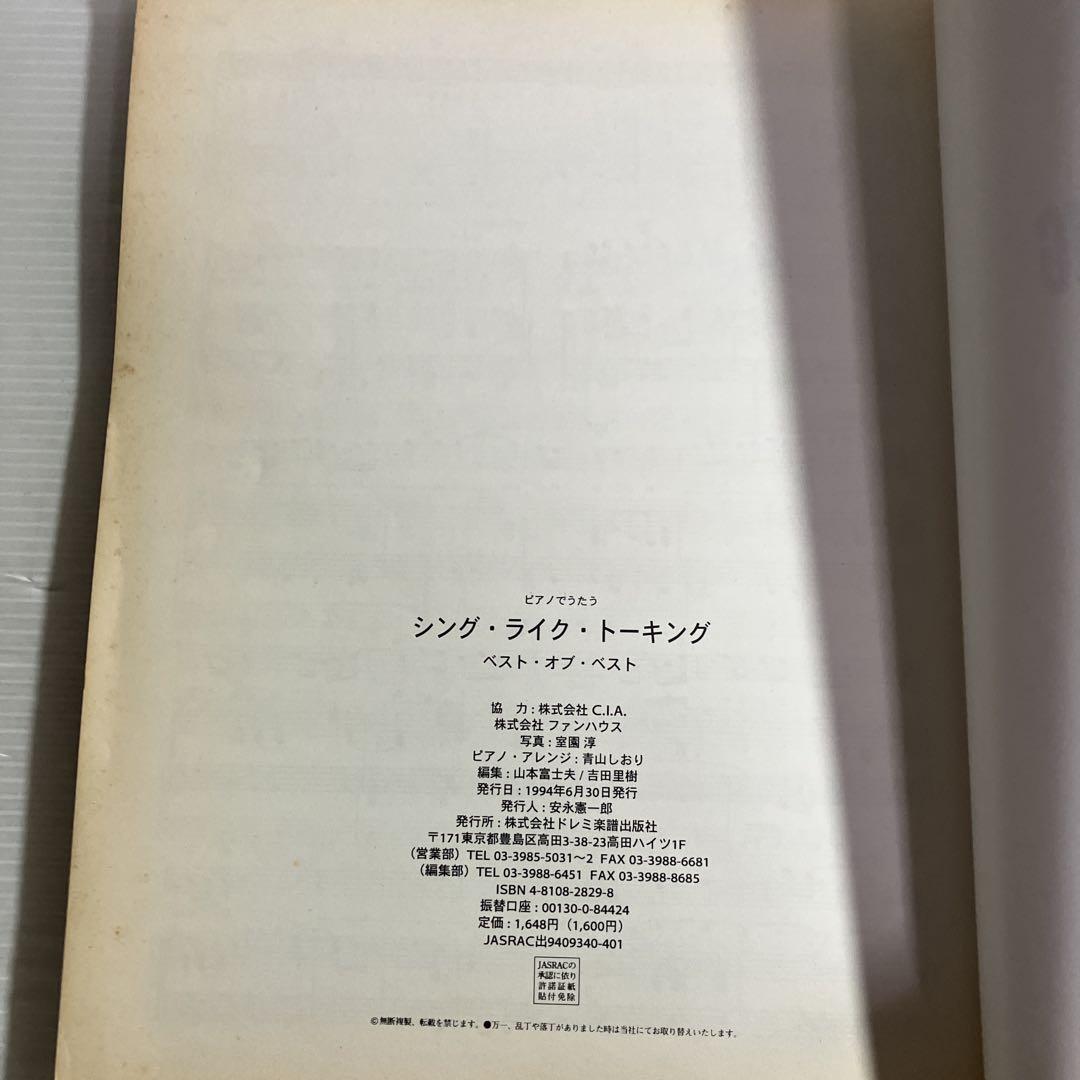 ピアノでうたう
シング・ライク・トーキング
ベスト・オブ・ベスト
協　力 : 株式会社 C.I.A.
株式会社 ファンハウス
写真 : 室園 淳
ピアノ・アレンジ : 青山しおり
編集 : 山本富士夫 / 吉田里樹
発行日 : 1994年6月30日発行
発行人 : 安永憲一郎
発行所 : 株式会社ドレミ楽譜出版社
〒171東京都豊島区高田3-38-23高田ハイツ1F
（営業部）TEL 03-3985-5031〜2 FAX 03-3988-6681
（編集部）TEL 03-3988-6451 FAX 03-3988-8685
ISBN 4-8108-2829-8
振替口座 : 00130-0-84424
定価 : 1,648円（1,600円）
JASRAC出9409340-401
JASRACの
承認に依り
許諾証紙
貼付免除
©無断複製、転載を禁じます。●万一、乱丁や落丁がありました時は当社にてお取り替えいたします。